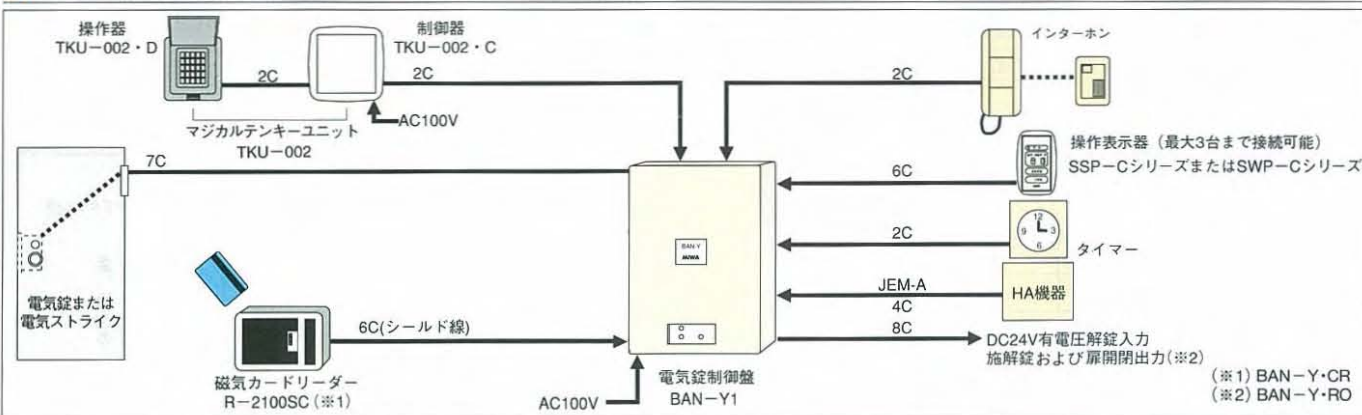 操作器
TKU－002・D
制御器
TKU－002・C
2C
2C
AC100V
マジカルテンキーユニット
TKU－002
インターホン
2C
操作表示器（最大3台まで接続可能）
SSP－CシリーズまたはSWP－Cシリーズ
6C
12
9
3
6
タイマー
2C
HA機器
JEM-A
4C
8C
DC24V有電圧解錠入力
施解錠および扉開閉出力(※2)
7C
電気錠または
電気ストライク
BAN Y
MIWA
磁気カードリーダー
R－2100SC(※1)
6C(シールド線)
AC100V
電気錠制御盤
BAN－Y1
(※1) BAN－Y・CR
(※2) BAN－Y・RO